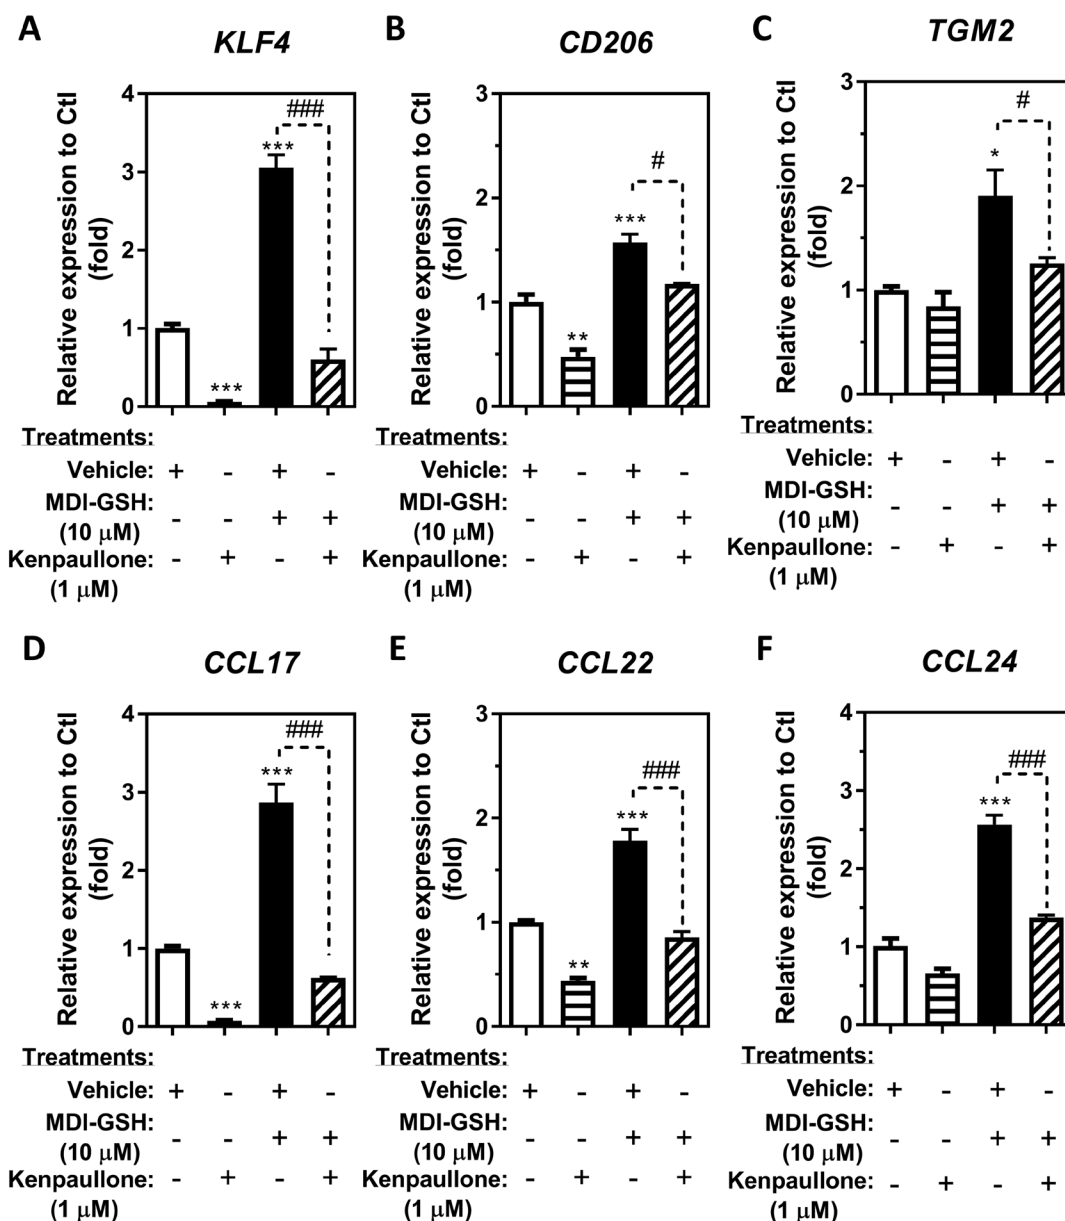 A
KLF4
Relative expression to Ctl
(fold)
4
3
2
1
0
***
***
###
Treatments:
Vehicle: + - + -
MDI-GSH:
(10 μM) - - + +
Kenpaullone: - + - +
(1 μM)
B
CD206
Relative expression to Ctl
(fold)
3
2
1
0
**
***
#
Treatments:
Vehicle: + - + -
MDI-GSH:
(10 μM) - - + +
Kenpaullone: - + - +
(1 μM)
C
TGM2
Relative expression to Ctl
(fold)
3
2
1
0
*
#
Treatments:
Vehicle: + - + -
MDI-GSH:
(10 μM) - - + +
Kenpaullone: - + - +
(1 μM)
D
CCL17
Relative expression to Ctl
(fold)
4
3
2
1
0
***
***
###
Treatments:
Vehicle: + - + -
MDI-GSH:
(10 μM) - - + +
Kenpaullone: - + - +
(1 μM)
E
CCL22
Relative expression to Ctl
(fold)
3
2
1
0
**
***
###
Treatments:
Vehicle: + - + -
MDI-GSH:
(10 μM) - - + +
Kenpaullone: - + - +
(1 μM)
F
CCL24
Relative expression to Ctl
(fold)
4
3
2
1
0
***
###
Treatments:
Vehicle: + - + -
MDI-GSH:
(10 μM) - - + +
Kenpaullone: - + - +
(1 μM)